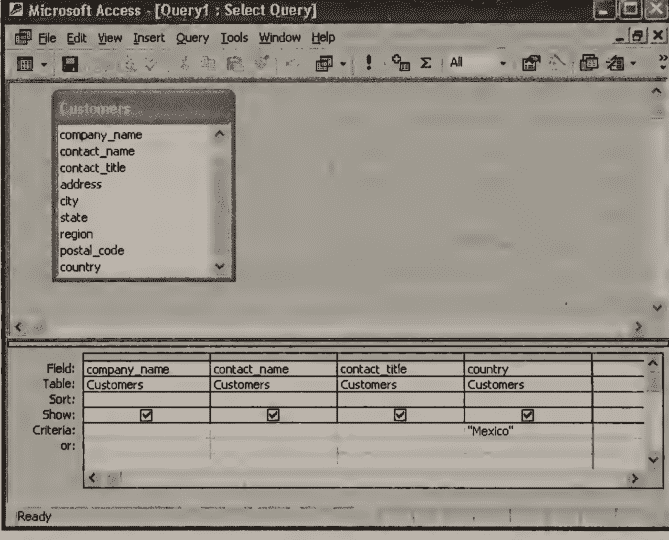 Microsoft Access - [Query1 : Select Query]
File Edit View Insert Query Tools Window Help
Σ All
Customers
company_name
contact_name
contact_title
address
city
state
region
postal_code
country
Field: company_name contact_name contact_title country
Table: Customers Customers Customers Customers
Sort:
Show:
Criteria: "Mexico"
or:
Ready